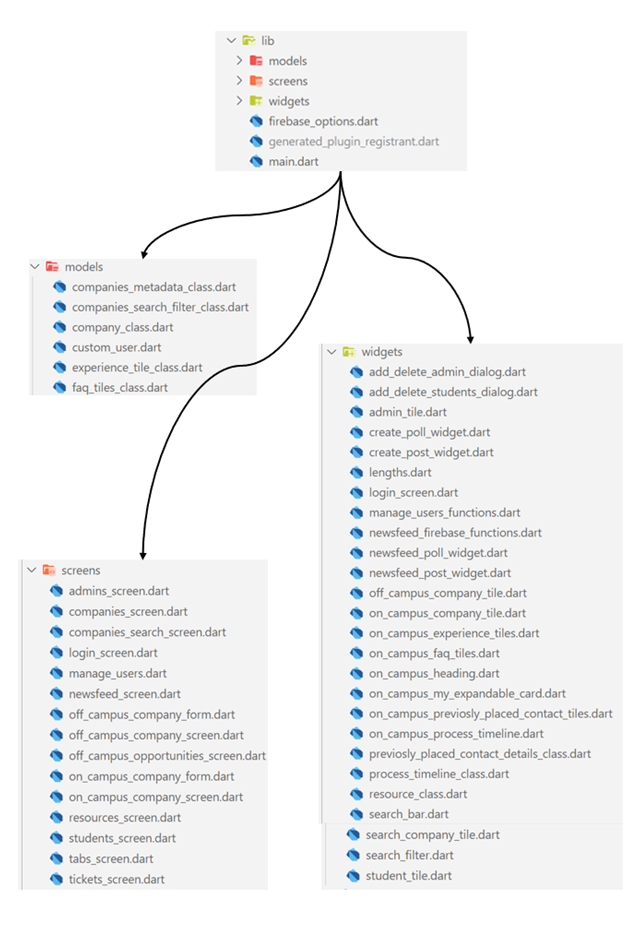 lib
models
screens
widgets
firebase_options.dart
generated_plugin_registrant.dart
main.dart
models
companies_metadata_class.dart
companies_search_filter_class.dart
company_class.dart
custom_user.dart
experience_tile_class.dart
faq_tiles_class.dart
widgets
add_delete_admin_dialog.dart
add_delete_students_dialog.dart
admin_tile.dart
create_poll_widget.dart
create_post_widget.dart
lengths.dart
login_screen.dart
manage_users_functions.dart
newsfeed_firebase_functions.dart
newsfeed_poll_widget.dart
newsfeed_post_widget.dart
off_campus_company_tile.dart
on_campus_company_tile.dart
on_campus_experience_tiles.dart
on_campus_faq_tiles.dart
on_campus_heading.dart
on_campus_my_expandable_card.dart
on_campus_previosly_placed_contact_tiles.dart
on_campus_process_timeline.dart
previosly_placed_contact_details_class.dart
process_timeline_class.dart
resource_class.dart
search_bar.dart
search_company_tile.dart
search_filter.dart
student_tile.dart
screens
admins_screen.dart
companies_screen.dart
companies_search_screen.dart
login_screen.dart
manage_users.dart
newsfeed_screen.dart
off_campus_company_form.dart
off_campus_company_screen.dart
off_campus_opportunities_screen.dart
on_campus_company_form.dart
on_campus_company_screen.dart
resources_screen.dart
students_screen.dart
tabs_screen.dart
tickets_screen.dart